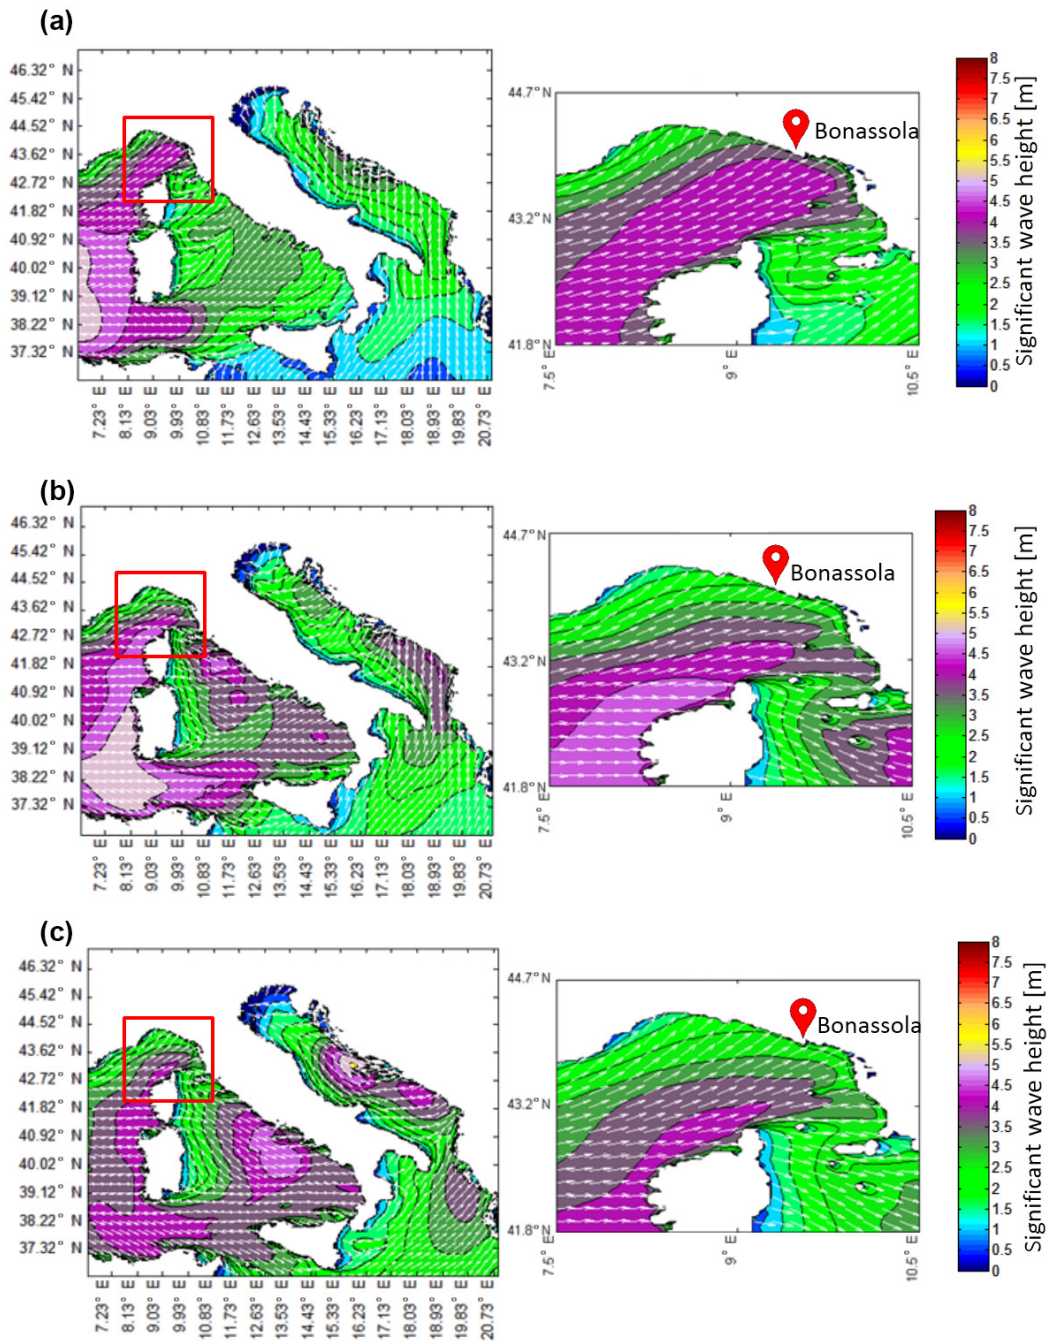 (a)
46.32° N
45.42° N
44.52° N
43.62° N
42.72° N
41.82° N
40.92° N
40.02° N
39.12° N
38.22° N
37.32° N
7.23° E
8.13° E
9.03° E
9.93° E
10.83° E
11.73° E
12.63° E
13.53° E
14.43° E
15.33° E
16.23° E
17.13° E
18.03° E
18.93° E
19.83° E
20.73° E
44.7° N
43.2° N
41.8° N
7.5° E
9° E
10.5° E
Bonassola
8
7.5
7
6.5
6
5.5
5
4.5
4
3.5
3
2.5
2
1.5
1
0.5
0
Significant wave height [m]
(b)
46.32° N
45.42° N
44.52° N
43.62° N
42.72° N
41.82° N
40.92° N
40.02° N
39.12° N
38.22° N
37.32° N
7.23° E
8.13° E
9.03° E
9.93° E
10.83° E
11.73° E
12.63° E
13.53° E
14.43° E
15.33° E
16.23° E
17.13° E
18.03° E
18.93° E
19.83° E
20.73° E
44.7° N
43.2° N
41.8° N
7.5° E
9° E
10.5° E
Bonassola
8
7.5
7
6.5
6
5.5
5
4.5
4
3.5
3
2.5
2
1.5
1
0.5
0
Significant wave height [m]
(c)
46.32° N
45.42° N
44.52° N
43.62° N
42.72° N
41.82° N
40.92° N
40.02° N
39.12° N
38.22° N
37.32° N
7.23° E
8.13° E
9.03° E
9.93° E
10.83° E
11.73° E
12.63° E
13.53° E
14.43° E
15.33° E
16.23° E
17.13° E
18.03° E
18.93° E
19.83° E
20.73° E
44.7° N
43.2° N
41.8° N
7.5° E
9° E
10.5° E
Bonassola
8
7.5
7
6.5
6
5.5
5
4.5
4
3.5
3
2.5
2
1.5
1
0.5
0
Significant wave height [m]